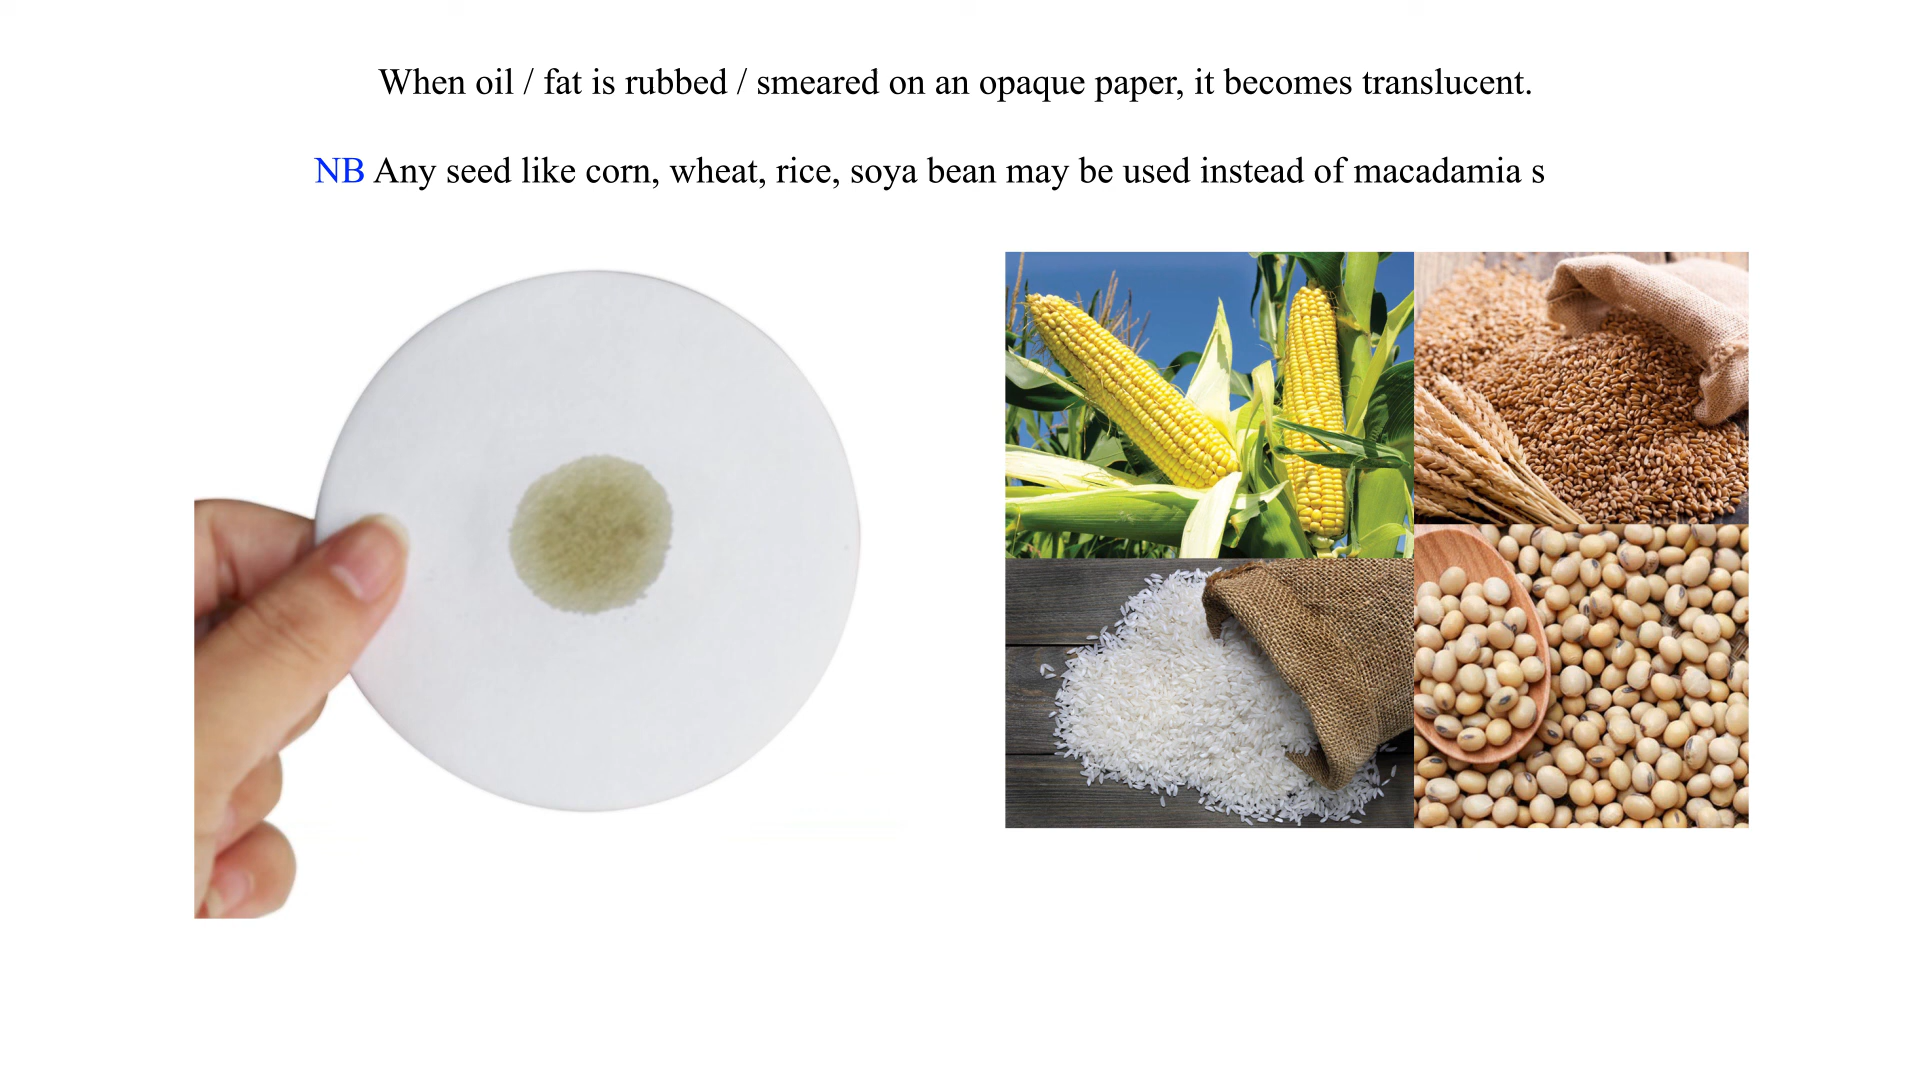 When oil / fat is rubbed / smeared on an opaque paper, it becomes translucent.
NB Any seed like corn, wheat, rice, soya bean may be used instead of macadamia s